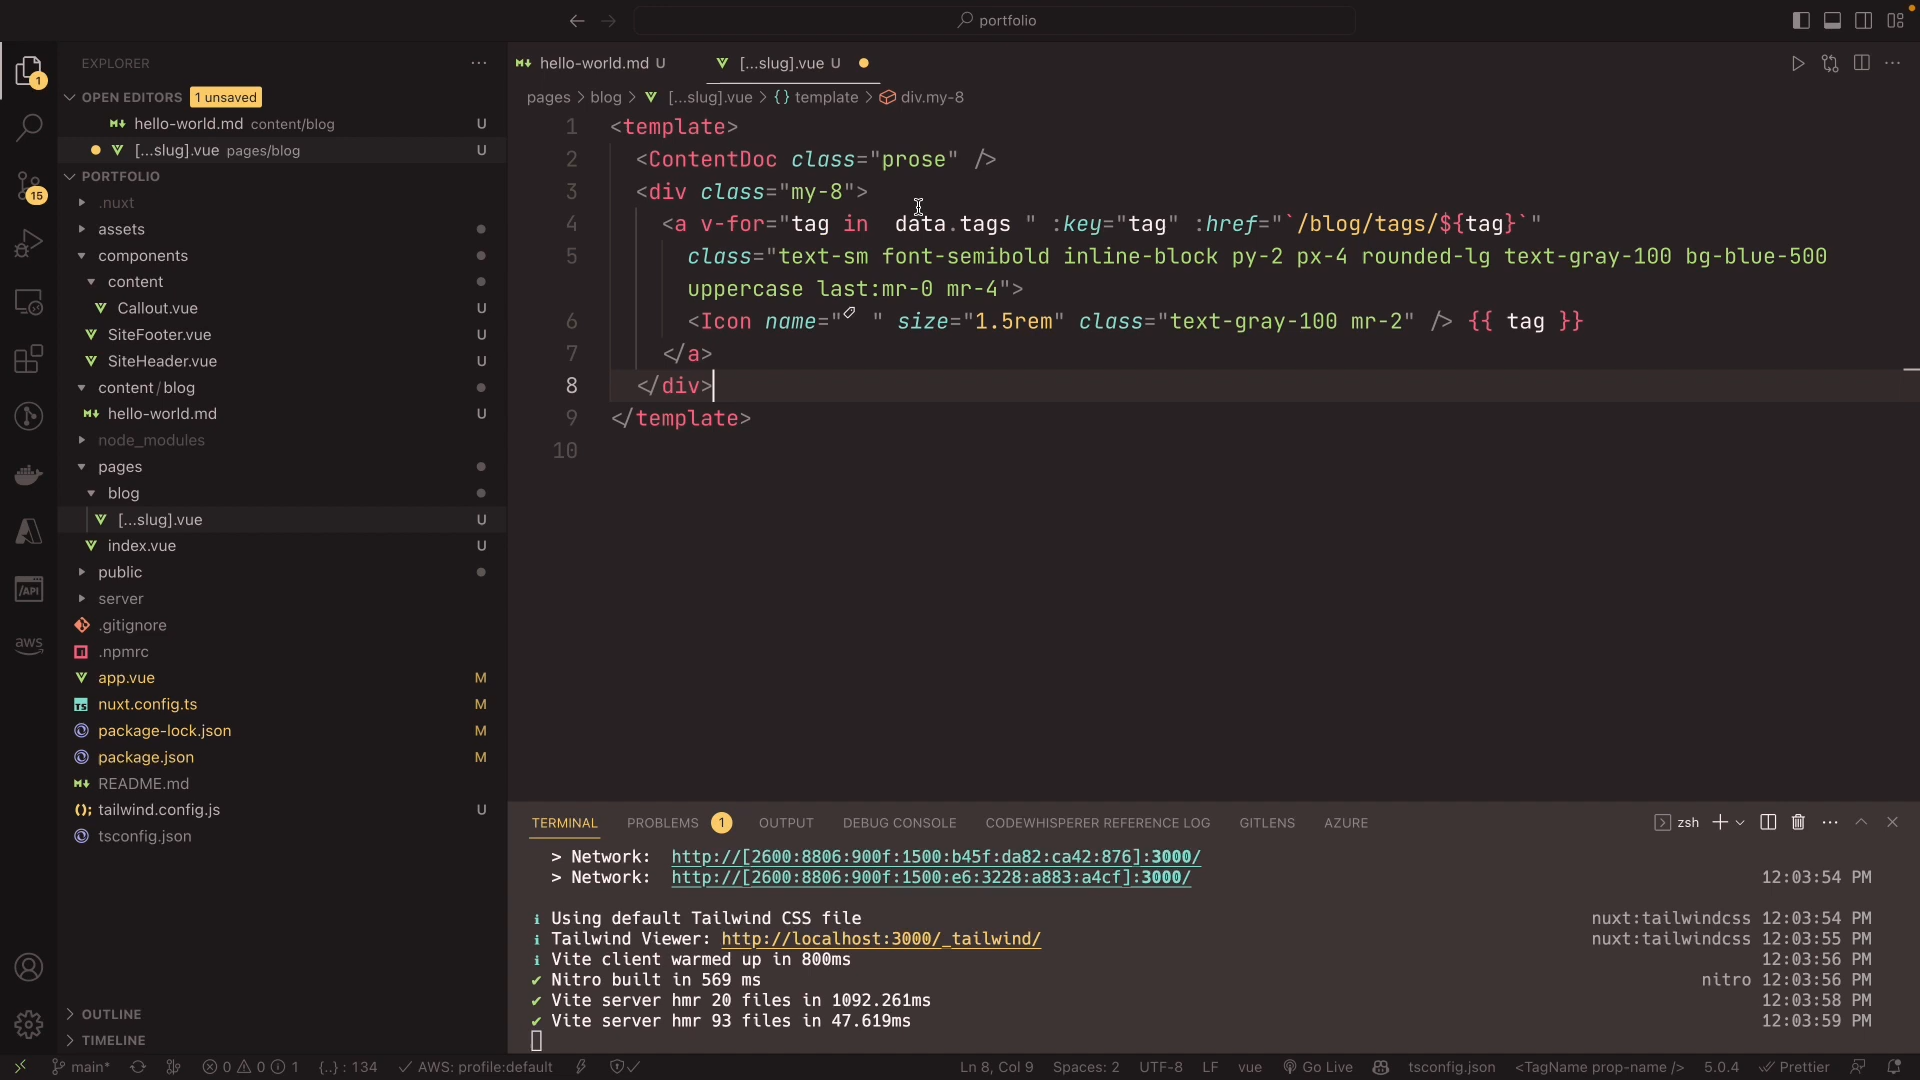 portfolio
EXPLORER
OPEN EDITORS 1 unsaved
hello-world.md content/blog U
[...slug].vue pages/blog U
PORTFOLIO
.nuxt
assets
components
content
Callout.vue U
SiteFooter.vue U
SiteHeader.vue U
content/blog
hello-world.md U
node_modules
pages
blog
[...slug].vue U
index.vue U
public
server
.gitignore
.npmrc
app.vue M
nuxt.config.ts M
package-lock.json M
package.json M
README.md
tailwind.config.js U
tsconfig.json
OUTLINE
TIMELINE
1
15
/API
aws
hello-world.md U [...slug].vue U
pages > blog > [...slug].vue > {} template > div.my-8
1 <template>
2 <ContentDoc class="prose" />
3 <div class="my-8">
4 <a v-for="tag in  data.tags " :key="tag" :href="`/blog/tags/${tag}`"
5 class="text-sm font-semibold inline-block py-2 px-4 rounded-lg text-gray-100 bg-blue-500
uppercase last:mr-0 mr-4">
6 <Icon name=" " size="1.5rem" class="text-gray-100 mr-2" /> {{ tag }}
7 </a>
8 </div>
9 </template>
10
TERMINAL PROBLEMS 1 OUTPUT DEBUG CONSOLE CODEWHISPERER REFERENCE LOG GITLENS AZURE zsh
> Network: http://[2600:8806:900f:1500:b45f:da82:ca42:876]:3000/
> Network: http://[2600:8806:900f:1500:e6:3228:a883:a4cf]:3000/ 12:03:54 PM
ℹ Using default Tailwind CSS file nuxt:tailwindcss 12:03:54 PM
ℹ Tailwind Viewer: http://localhost:3000/_tailwind/ nuxt:tailwindcss 12:03:55 PM
ℹ Vite client warmed up in 800ms 12:03:56 PM
✔ Nitro built in 569 ms nitro 12:03:56 PM
✔ Vite server hmr 20 files in 1092.261ms 12:03:58 PM
✔ Vite server hmr 93 files in 47.619ms 12:03:59 PM
main* 0 0 1 {..} : 134 AWS: profile:default Ln 8, Col 9 Spaces: 2 UTF-8 LF vue Go Live tsconfig.json <TagName prop-name /> 5.0.4 Prettier